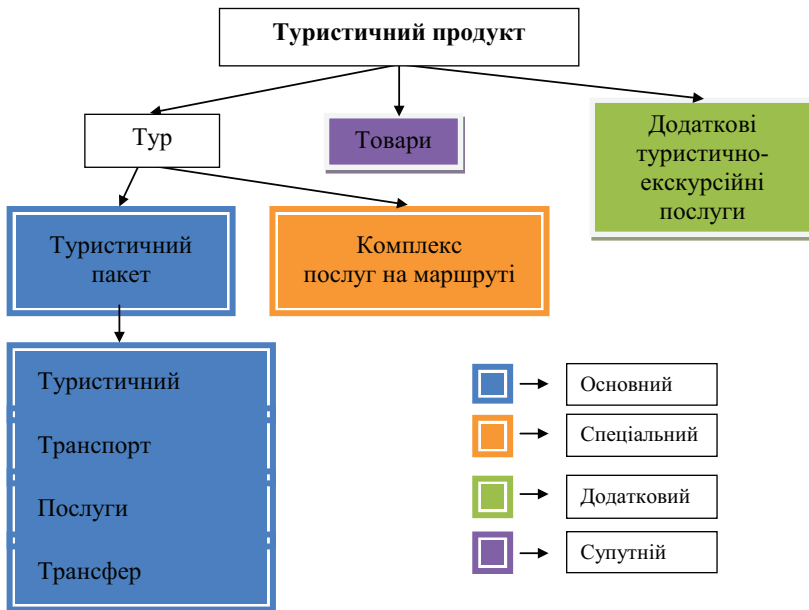 Туристичний продукт
Тур
Товари
Додаткові
туристично-
екскурсійні
послуги
Туристичний
пакет
Комплекс
послуг на маршруті
Туристичний
Транспорт
Послуги
Трансфер
Основний
Спеціальний
Додатковий
Супутній